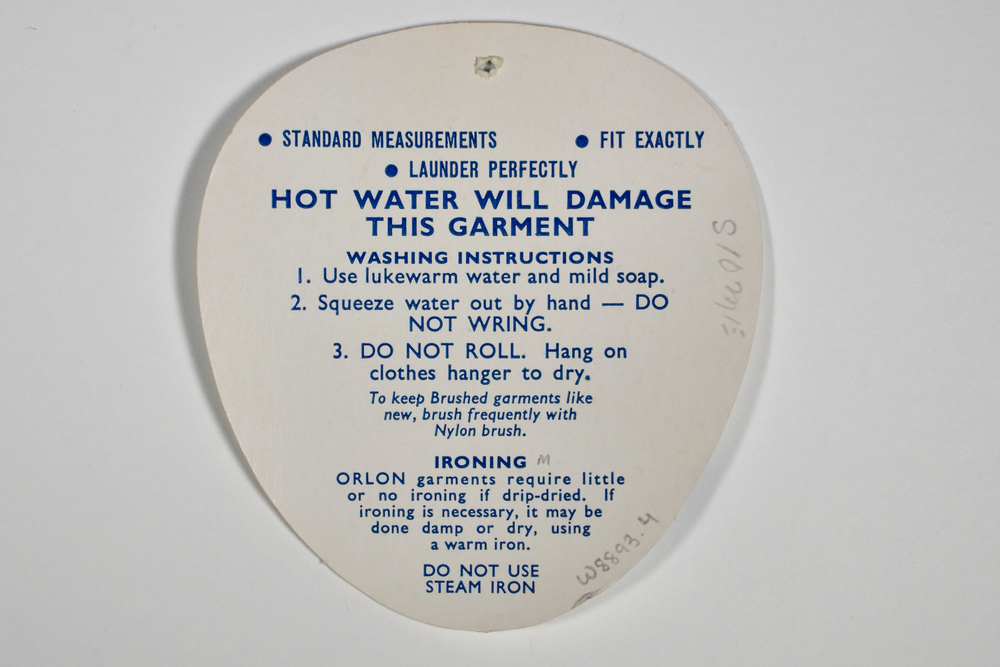 ● STANDARD MEASUREMENTS ● FIT EXACTLY
● LAUNDER PERFECTLY
HOT WATER WILL DAMAGE
THIS GARMENT
WASHING INSTRUCTIONS
1. Use lukewarm water and mild soap.
2. Squeeze water out by hand — DO
NOT WRING.
3. DO NOT ROLL. Hang on
clothes hanger to dry.
To keep Brushed garments like
new, brush frequently with
Nylon brush.
IRONING M
ORLON garments require little
or no ironing if drip-dried. If
ironing is necessary, it may be
done damp or dry, using
a warm iron.
DO NOT USE
STEAM IRON
W8893.4